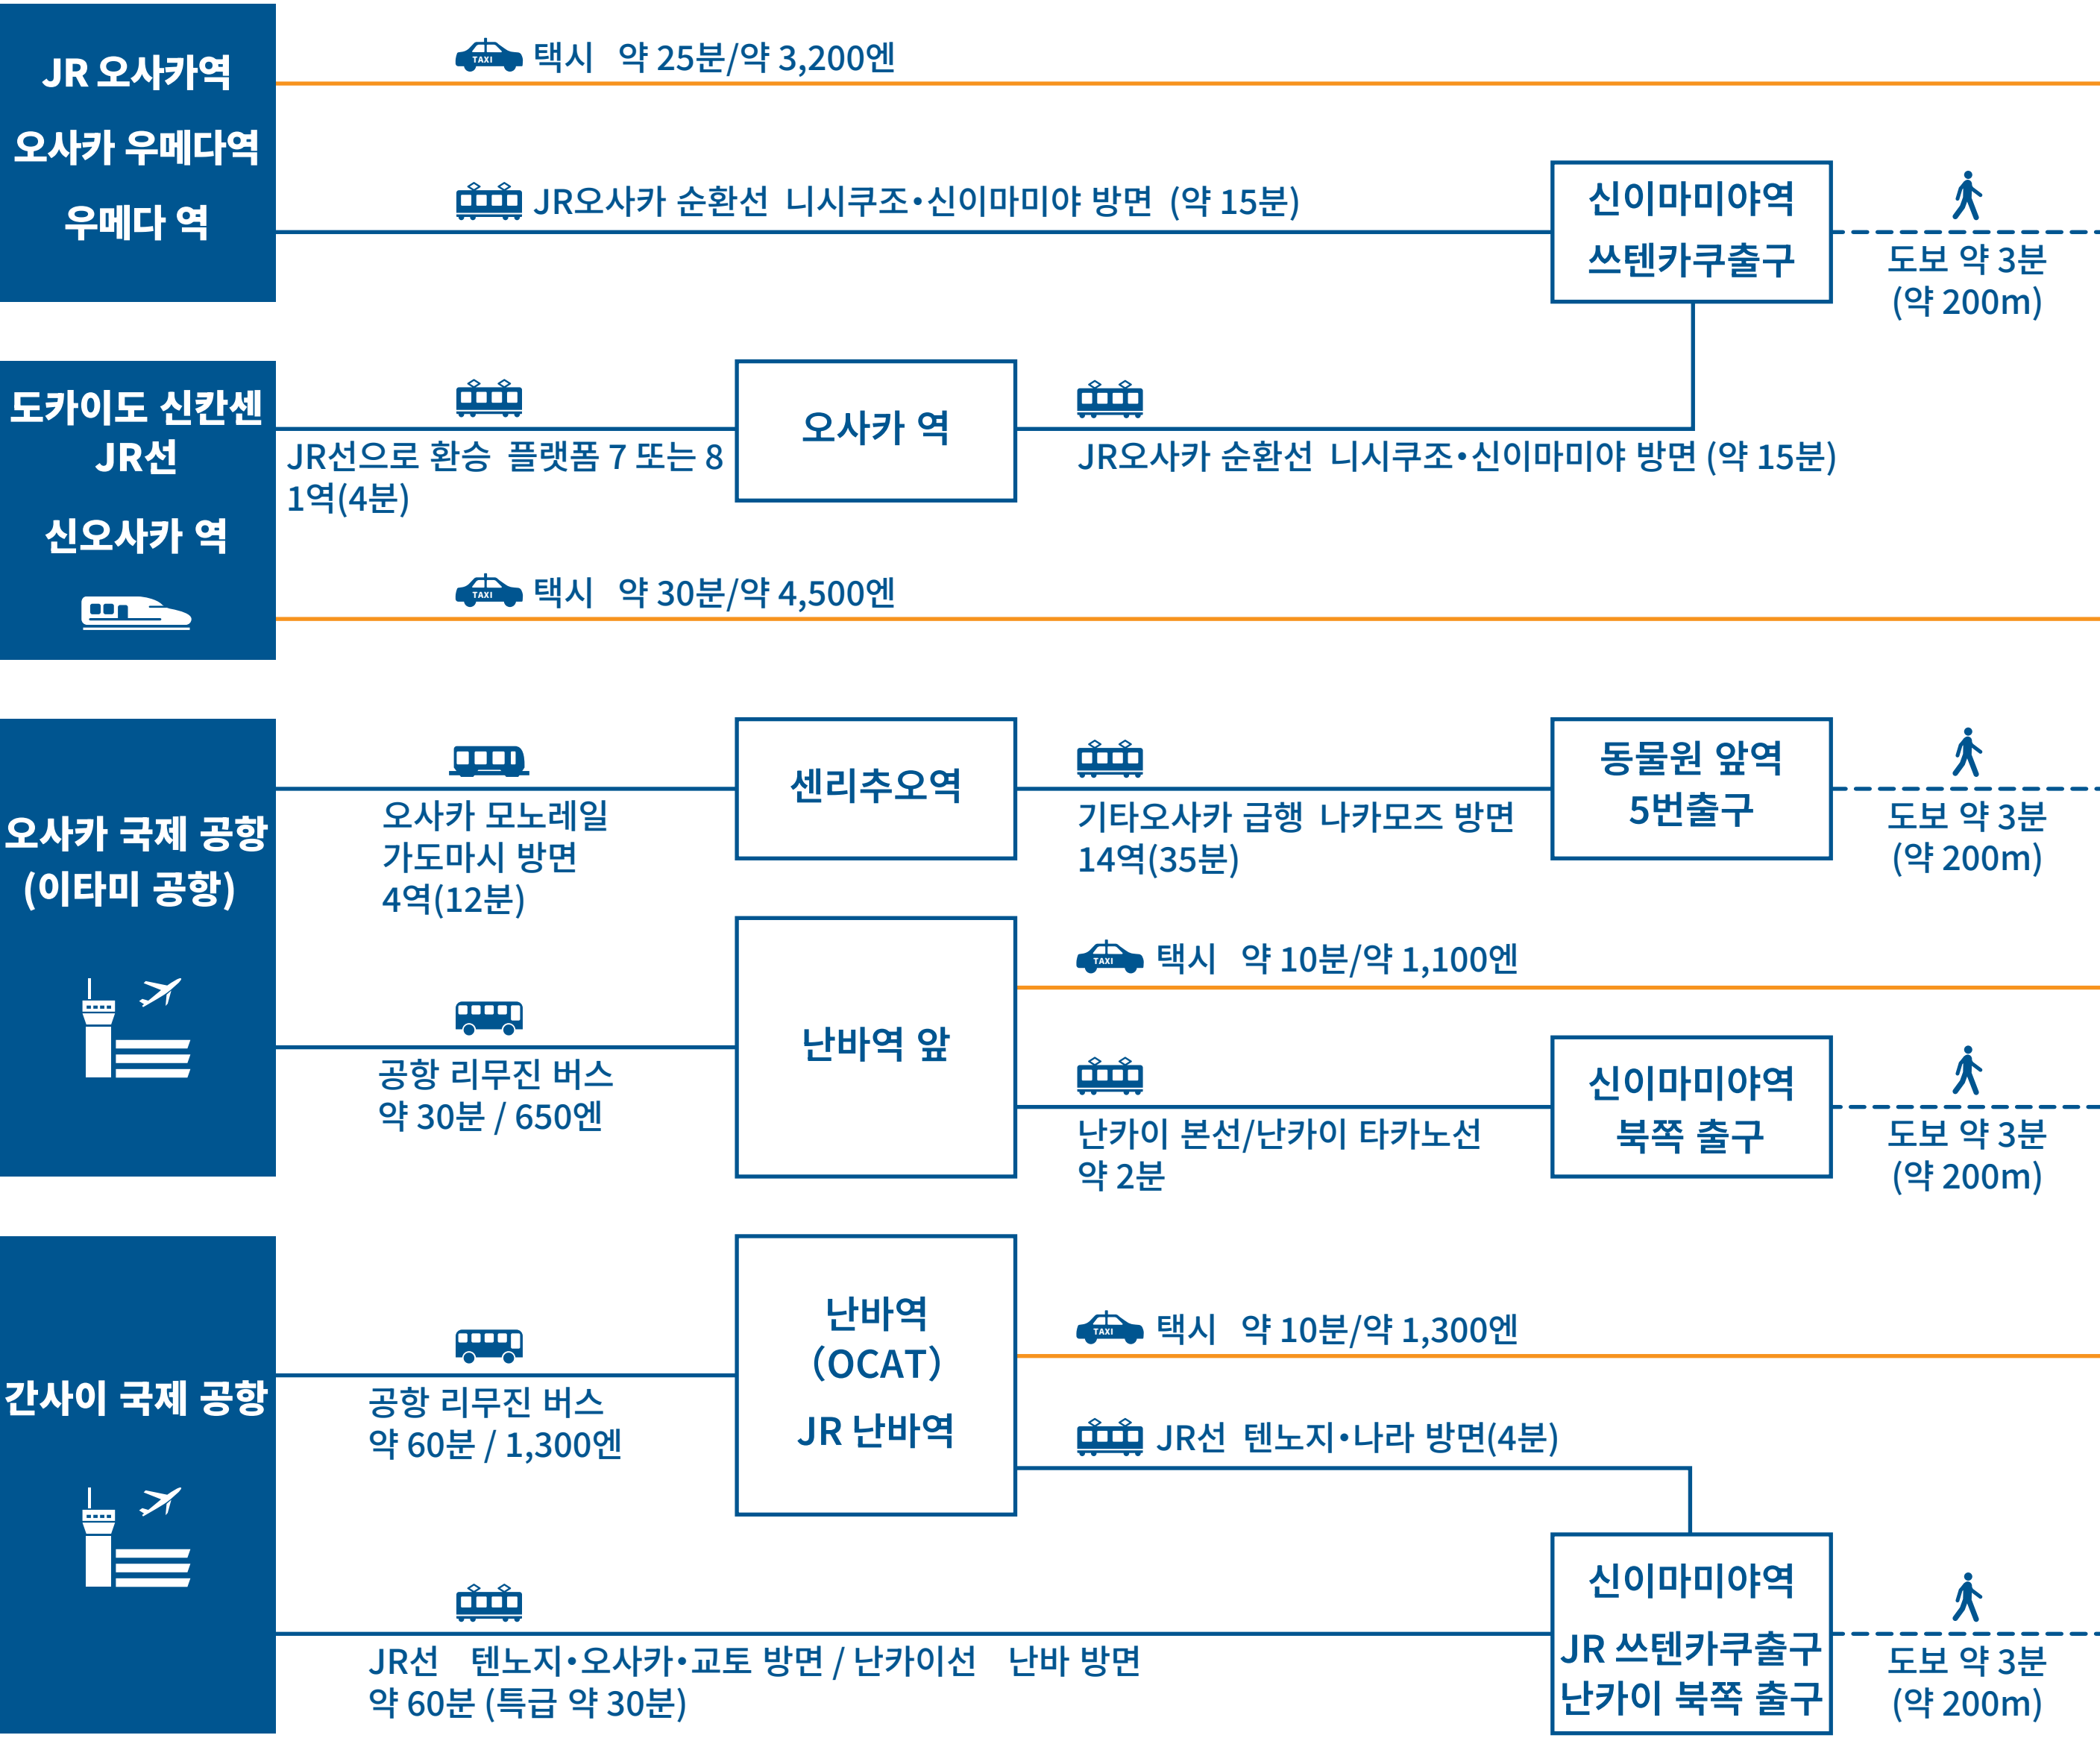 JR 오사카역
오사카 우메다역
우메다 역
TAXI
택시 약 25분/약 3,200엔
JR오사카 순환선 니시쿠조・신이마미야 방면 (약 15분)
신이마미야역
쓰텐카쿠출구
도보 약 3분
(약 200m)
도카이도 신칸센
JR선
신오사카 역
JR선으로 환승 플랫폼 7 또는 8
1역(4분)
오사카 역
JR오사카 순환선 니시쿠조・신이마미야 방면 (약 15분)
TAXI
택시 약 30분/약 4,500엔
오사카 국제 공항
(이타미 공항)
오사카 모노레일
가도마시 방면
4역(12분)
센리추오역
기타오사카 급행 나카모즈 방면
14역(35분)
동물원 앞역
5번출구
도보 약 3분
(약 200m)
공항 리무진 버스
약 30분 / 650엔
난바역 앞
TAXI
택시 약 10분/약 1,100엔
난카이 본선/난카이 타카노선
약 2분
신이마미야역
북쪽 출구
도보 약 3분
(약 200m)
간사이 국제 공항
공항 리무진 버스
약 60분 / 1,300엔
난바역
(OCAT)
JR 난바역
TAXI
택시 약 10분/약 1,300엔
JR선 텐노지・나라 방면(4분)
JR선 텐노지・오사카・교토 방면 / 난카이선 난바 방면
약 60분 (특급 약 30분)
신이마미야역
JR 쓰텐카쿠출구
난카이 북쪽 출구
도보 약 3분
(약 200m)